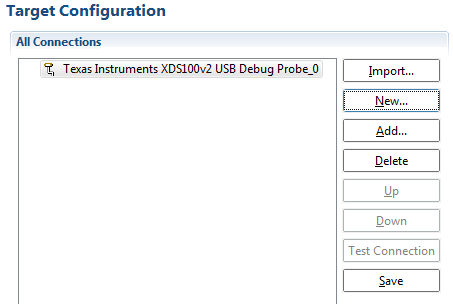 Target Configuration
All Connections
Texas Instruments XDS100v2 USB Debug Probe_0
Import...
New...
Add...
Delete
Up
Down
Test Connection
Save